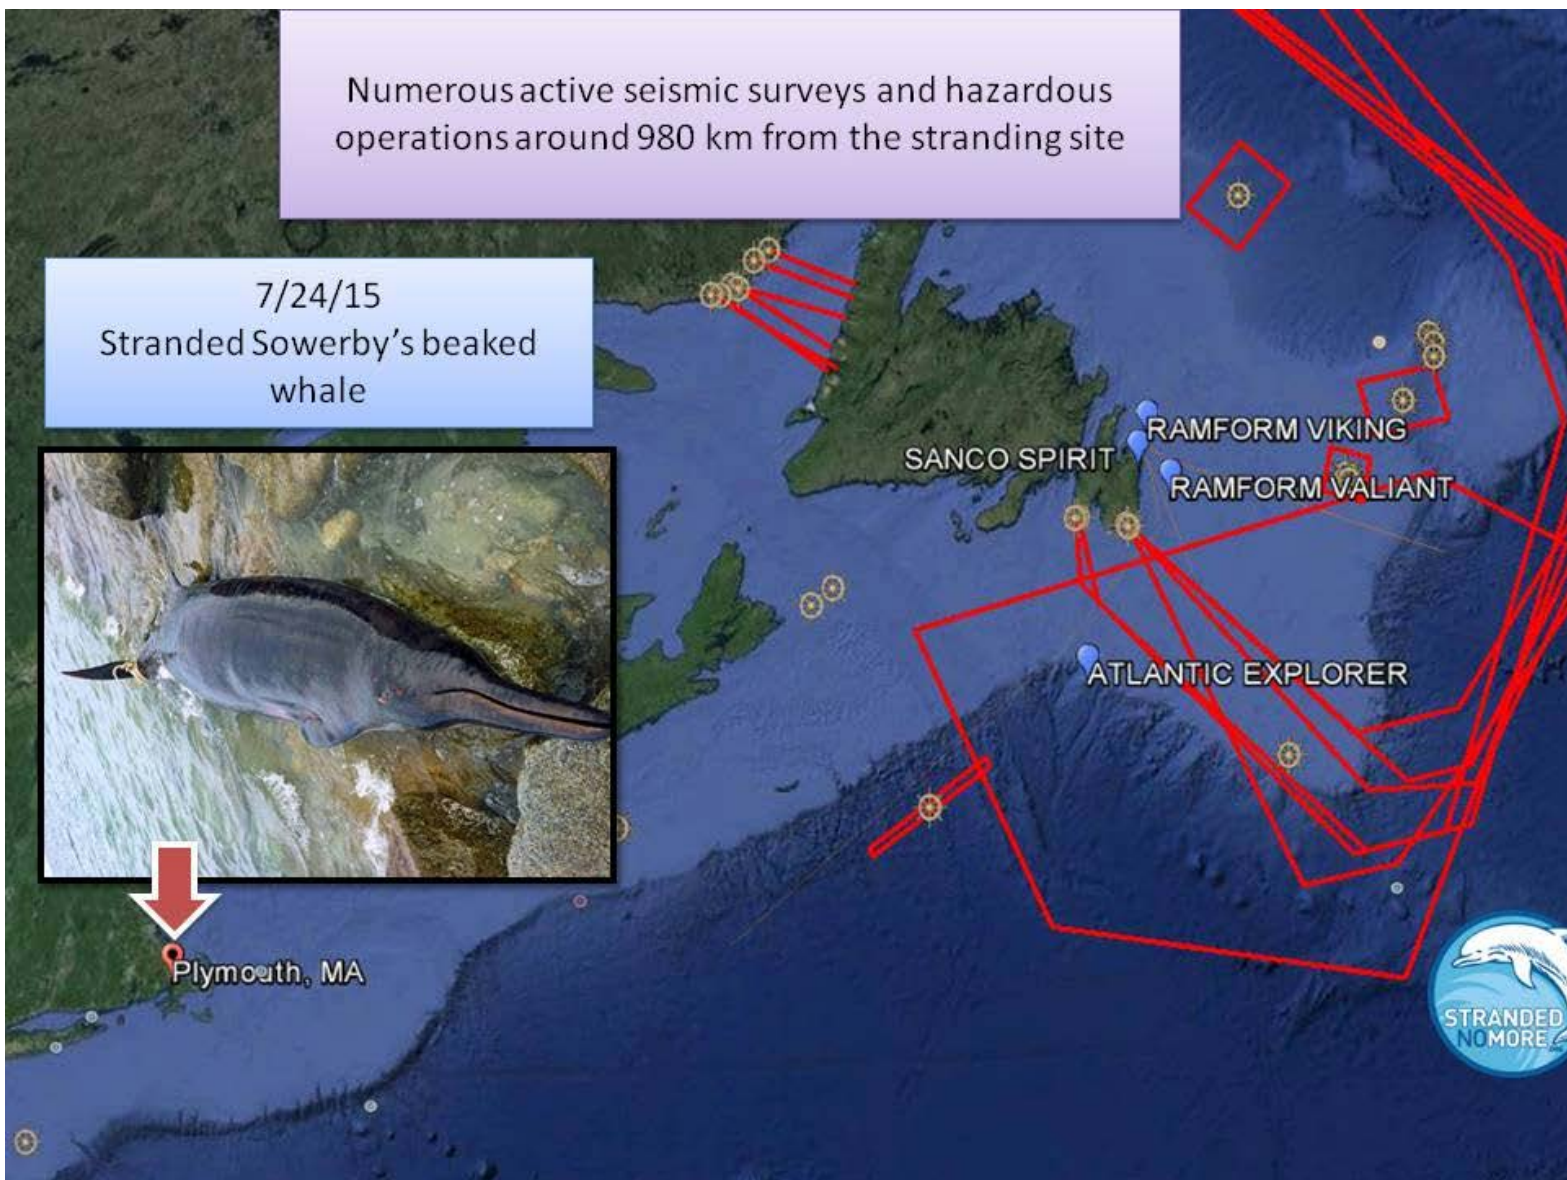 Numerous active seismic surveys and hazardous
operations around 980 km from the stranding site
7/24/15
Stranded Sowerby's beaked
whale
RAMFORM VIKING
SANCO SPIRIT
RAMFORM VALIANT
ATLANTIC EXPLORER
Plymouth, MA
STRANDED
NOMORE